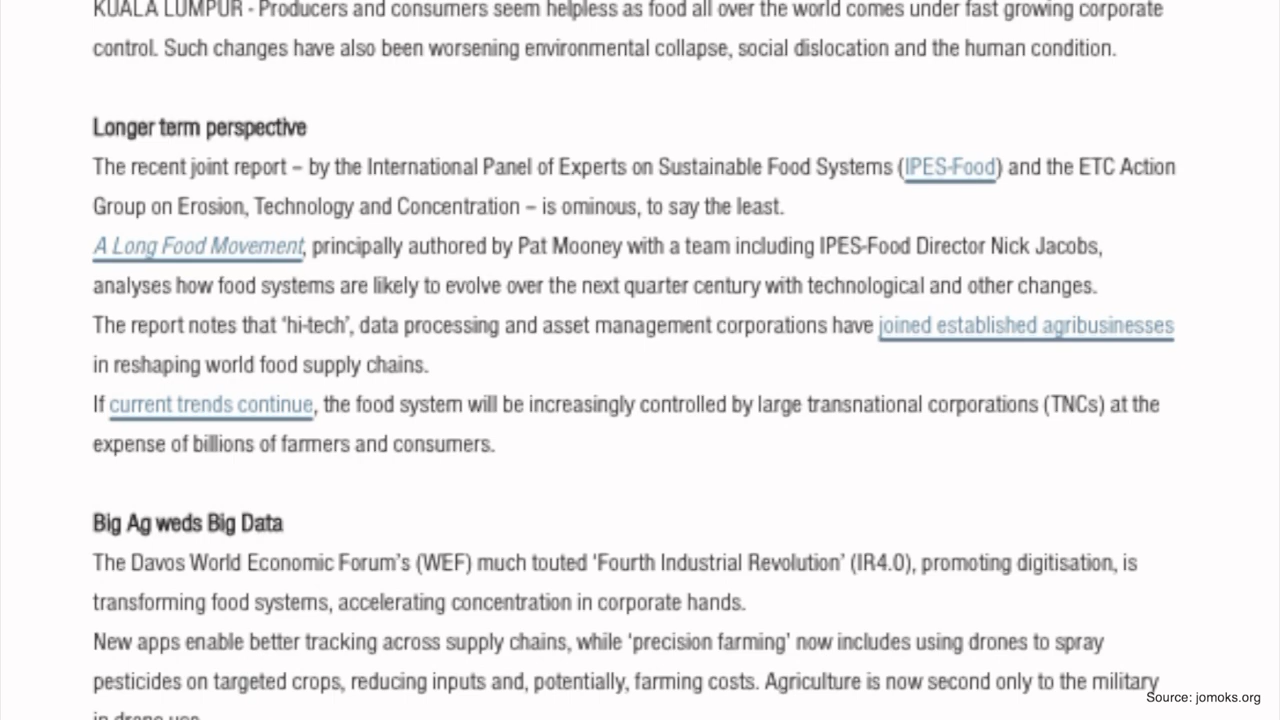 KUALA LUMPUR - Producers and consumers seem helpless as food all over the world comes under fast growing corporate
control. Such changes have also been worsening environmental collapse, social dislocation and the human condition.
Longer term perspective
The recent joint report – by the International Panel of Experts on Sustainable Food Systems (IPES-Food) and the ETC Action
Group on Erosion, Technology and Concentration – is ominous, to say the least.
A Long Food Movement, principally authored by Pat Mooney with a team including IPES-Food Director Nick Jacobs,
analyses how food systems are likely to evolve over the next quarter century with technological and other changes.
The report notes that ‘hi-tech’, data processing and asset management corporations have joined established agribusinesses
in reshaping world food supply chains.
If current trends continue, the food system will be increasingly controlled by large transnational corporations (TNCs) at the
expense of billions of farmers and consumers.
Big Ag weds Big Data
The Davos World Economic Forum’s (WEF) much touted ‘Fourth Industrial Revolution’ (IR4.0), promoting digitisation, is
transforming food systems, accelerating concentration in corporate hands.
New apps enable better tracking across supply chains, while ‘precision farming’ now includes using drones to spray
pesticides on targeted crops, reducing inputs and, potentially, farming costs. Agriculture is now second only to the military
in drone use.
Source: jomoks.org